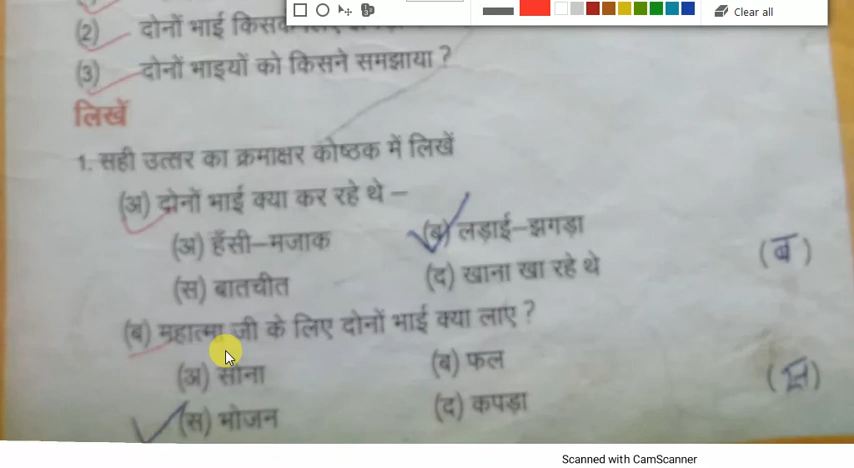 Clear all
(2) दोनों भाई
(3) दोनों भाइयों को किसने समझाया ?
लिखें
1. सही उत्तर का क्रमाक्षर कोष्ठक में लिखें
(अ) दोनों भाई क्या कर रहे थे –
(अ) हँसी–मजाक (ब) लड़ाई–झगड़ा (ब)
(स) बातचीत (द) खाना खा रहे थे
(ब) महात्मा जी के लिए दोनों भाई क्या लाए ?
(अ) सोना (ब) फल (स)
(स) भोजन (द) कपड़ा
Scanned with CamScanner